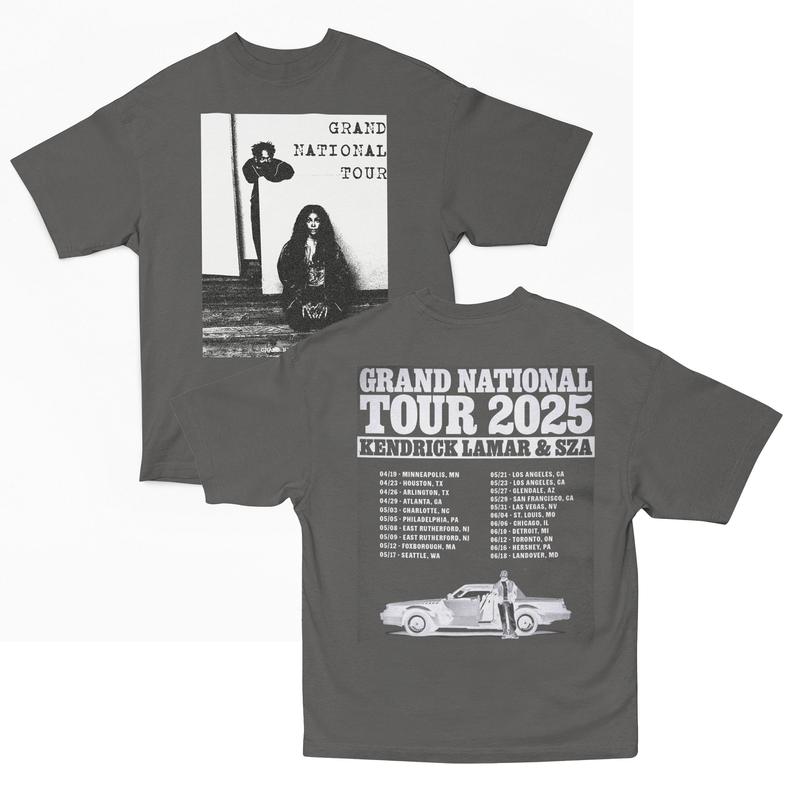 GRAND
NATIONAL
TOUR
GRAND NATIONAL
TOUR 2025
KENDRICK LAMAR & SZA
04/19 · MINNEAPOLIS, MN
04/23 · HOUSTON, TX
04/26 · ARLINGTON, TX
04/29 · ATLANTA, GA
05/03 · CHARLOTTE, NC
05/05 · PHILADELPHIA, PA
05/08 · EAST RUTHERFORD, NJ
05/09 · EAST RUTHERFORD, NJ
05/12 · FOXBOROUGH, MA
05/17 · SEATTLE, WA
05/21 · LOS ANGELES, CA
05/23 · LOS ANGELES, CA
05/27 · GLENDALE, AZ
05/29 · SAN FRANCISCO, CA
05/31 · LAS VEGAS, NV
06/04 · ST. LOUIS, MO
06/06 · CHICAGO, IL
06/10 · DETROIT, MI
06/12 · TORONTO, ON
06/16 · HERSHEY, PA
06/18 · LANDOVER, MD